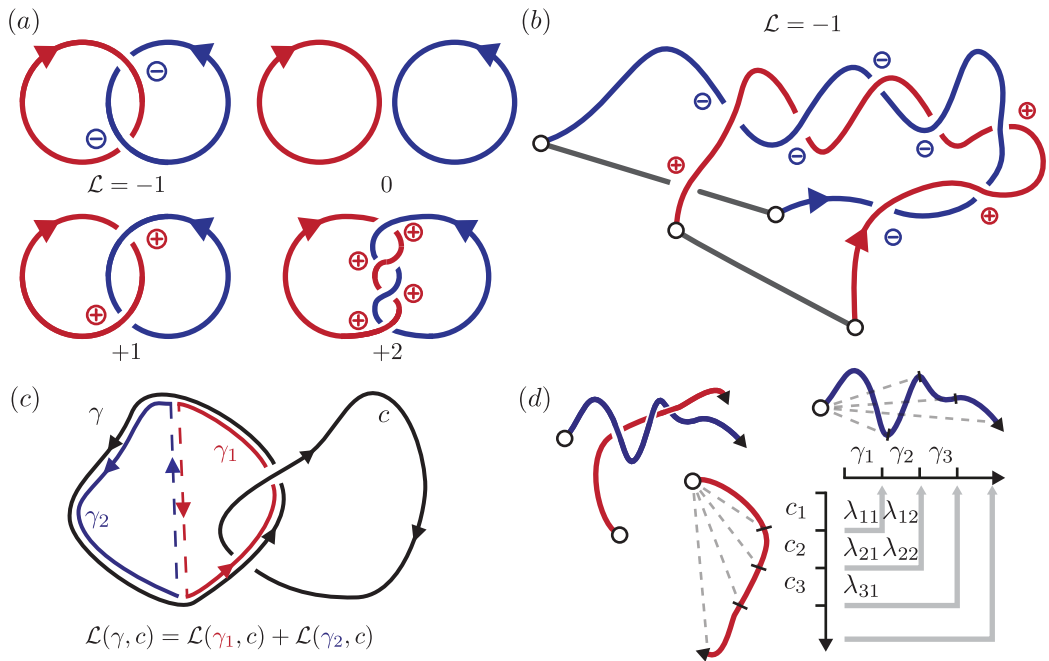 (a)
⊖
⊖
ℒ = −1
0
⊕
⊕
+1
⊕
⊕
⊕
⊕
+2
(b)
ℒ = −1
⊖
⊖
⊕
⊖
⊖
⊕
⊖
⊕
(c)
γ
c
γ₁
γ₂
ℒ(γ, c) = ℒ(γ₁, c) + ℒ(γ₂, c)
(d)
γ₁ γ₂ γ₃
c₁ λ₁₁ λ₁₂
c₂ λ₂₁ λ₂₂
c₃ λ₃₁